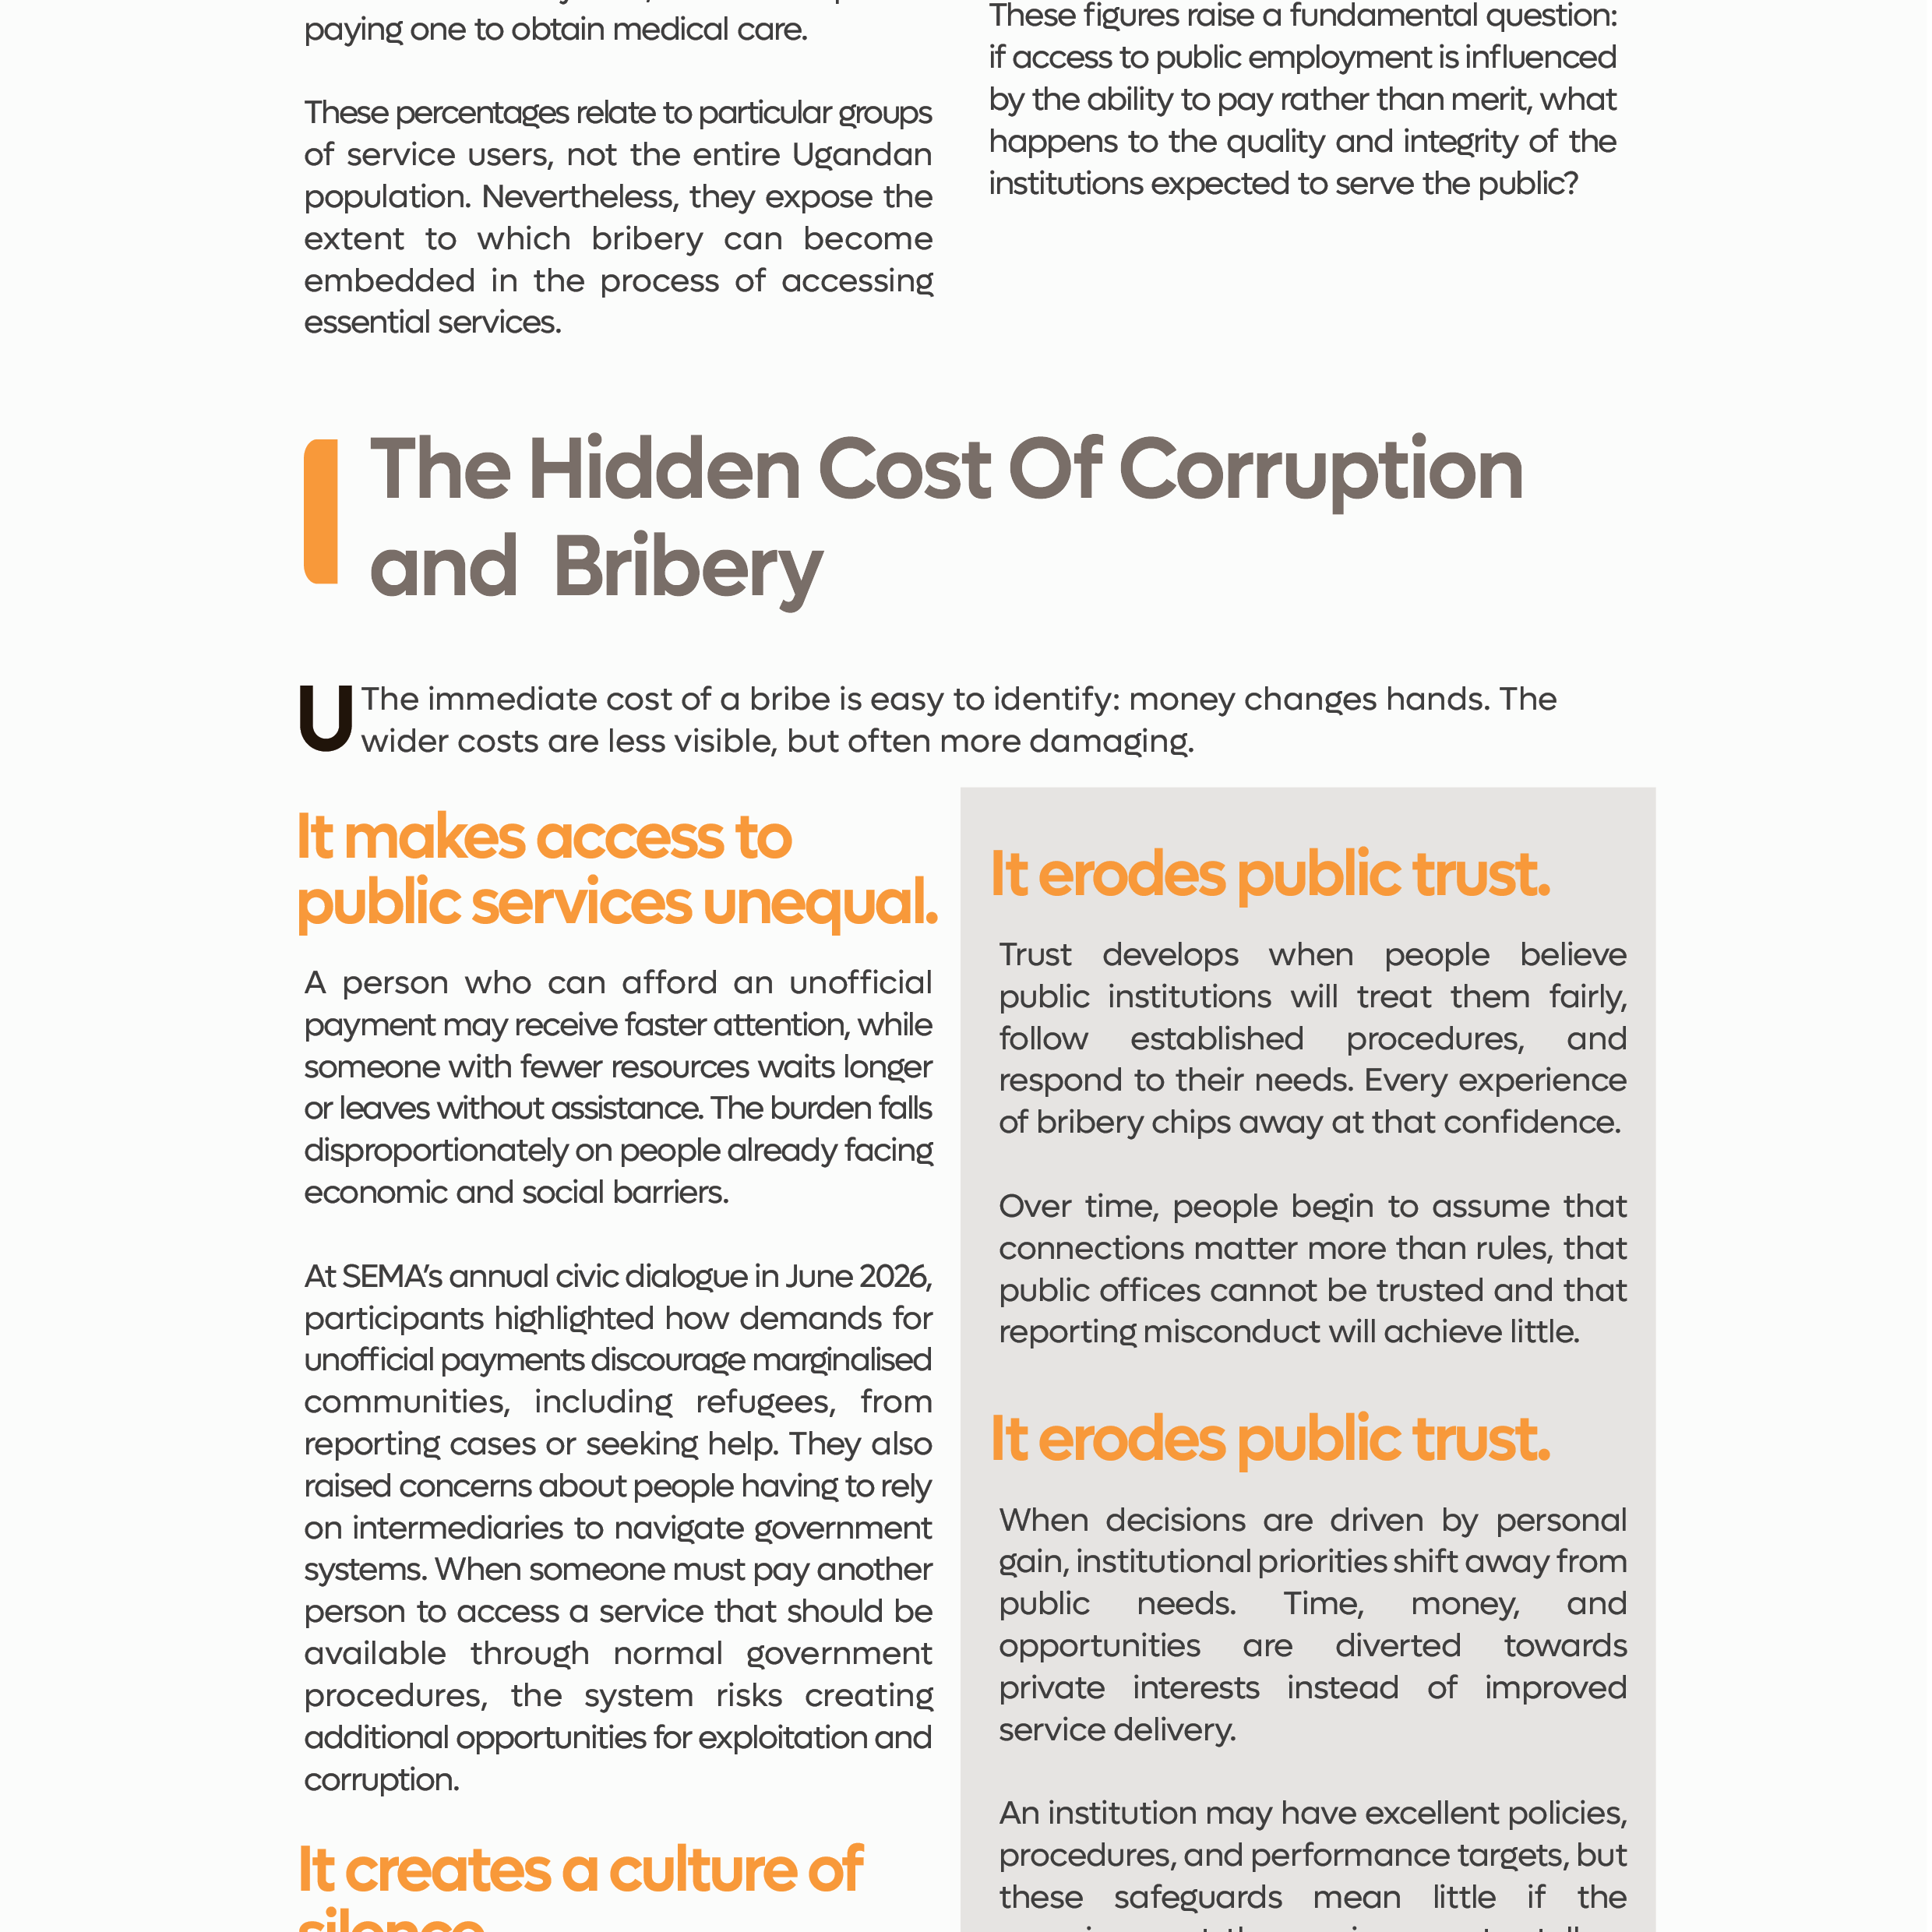 paying one to obtain medical care.
These percentages relate to particular groups
of service users, not the entire Ugandan
population. Nevertheless, they expose the
extent to which bribery can become
embedded in the process of accessing
essential services.
These figures raise a fundamental question:
if access to public employment is influenced
by the ability to pay rather than merit, what
happens to the quality and integrity of the
institutions expected to serve the public?
The Hidden Cost Of Corruption
and Bribery
U The immediate cost of a bribe is easy to identify: money changes hands. The
wider costs are less visible, but often more damaging.
It makes access to
public services unequal.
A person who can afford an unofficial
payment may receive faster attention, while
someone with fewer resources waits longer
or leaves without assistance. The burden falls
disproportionately on people already facing
economic and social barriers.
At SEMA's annual civic dialogue in June 2026,
participants highlighted how demands for
unofficial payments discourage marginalised
communities, including refugees, from
reporting cases or seeking help. They also
raised concerns about people having to rely
on intermediaries to navigate government
systems. When someone must pay another
person to access a service that should be
available through normal government
procedures, the system risks creating
additional opportunities for exploitation and
corruption.
It creates a culture of
silence
It erodes public trust.
Trust develops when people believe
public institutions will treat them fairly,
follow established procedures, and
respond to their needs. Every experience
of bribery chips away at that confidence.
Over time, people begin to assume that
connections matter more than rules, that
public offices cannot be trusted and that
reporting misconduct will achieve little.
It erodes public trust.
When decisions are driven by personal
gain, institutional priorities shift away from
public needs. Time, money, and
opportunities are diverted towards
private interests instead of improved
service delivery.
An institution may have excellent policies,
procedures, and performance targets, but
these safeguards mean little if the